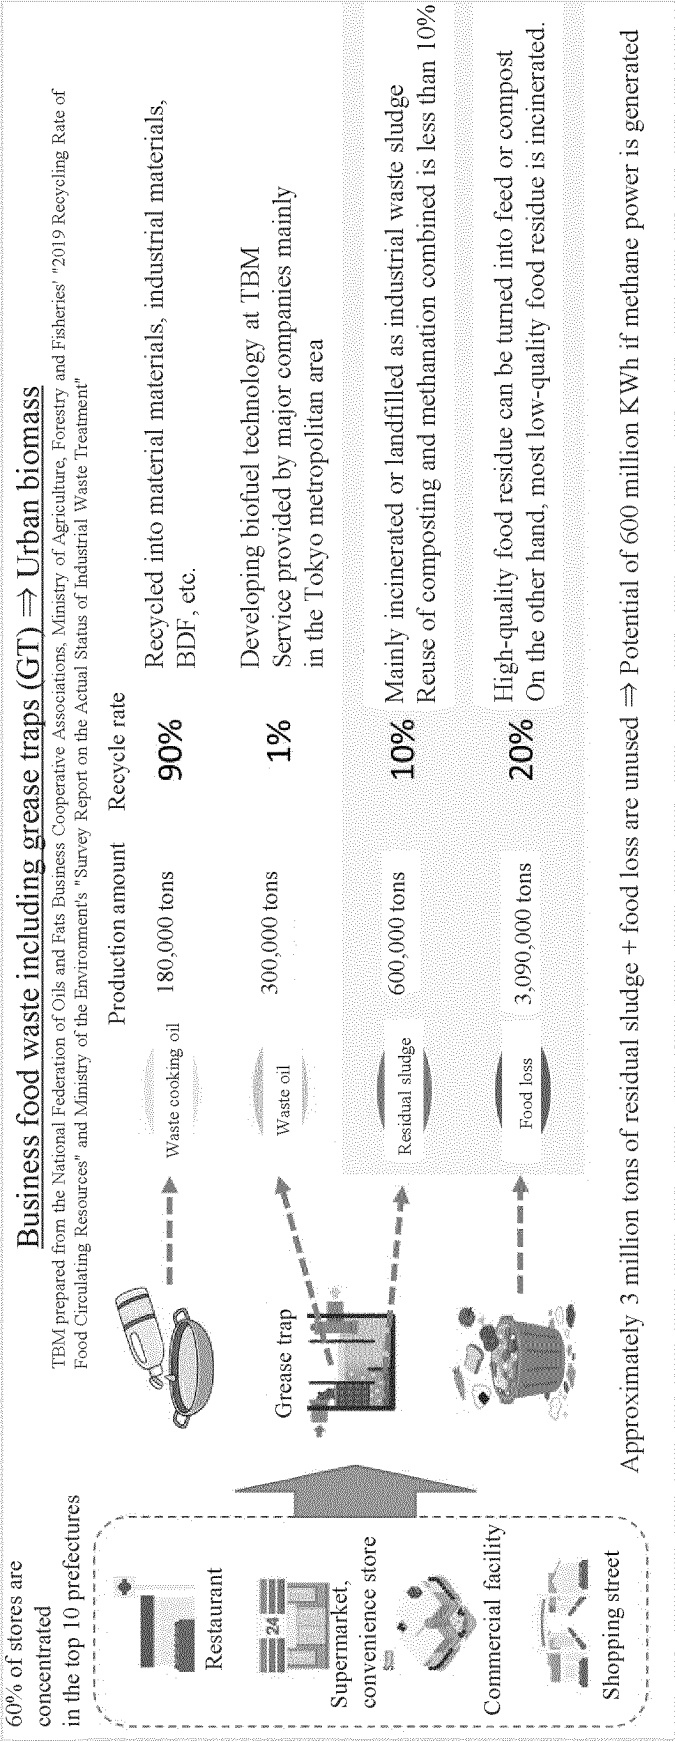 Business food waste including grease traps (GT) ⇒ Urban biomass
TBM prepared from the National Federation of Oils and Fats Business Cooperative Associations, Ministry of Agriculture, Forestry and Fisheries' "2019 Recycling Rate of
Food Circulating Resources" and Ministry of the Environment's "Survey Report on the Actual Status of Industrial Waste Treatment"
60% of stores are
concentrated
in the top 10 prefectures
Restaurant
24
Supermarket,
convenience store
Commercial facility
Shopping street
Grease trap
Production amount
Recycle rate
Waste cooking oil
180,000 tons
90%
Recycled into material materials, industrial materials,
BDF, etc.
Waste oil
300,000 tons
1%
Developing biofuel technology at TBM
Service provided by major companies mainly
in the Tokyo metropolitan area
Residual sludge
600,000 tons
10%
Mainly incinerated or landfilled as industrial waste sludge
Reuse of composting and methanation combined is less than 10%
Food loss
3,090,000 tons
20%
High-quality food residue can be turned into feed or compost
On the other hand, most low-quality food residue is incinerated.
Approximately 3 million tons of residual sludge + food loss are unused ⇒ Potential of 600 million KWh if methane power is generated